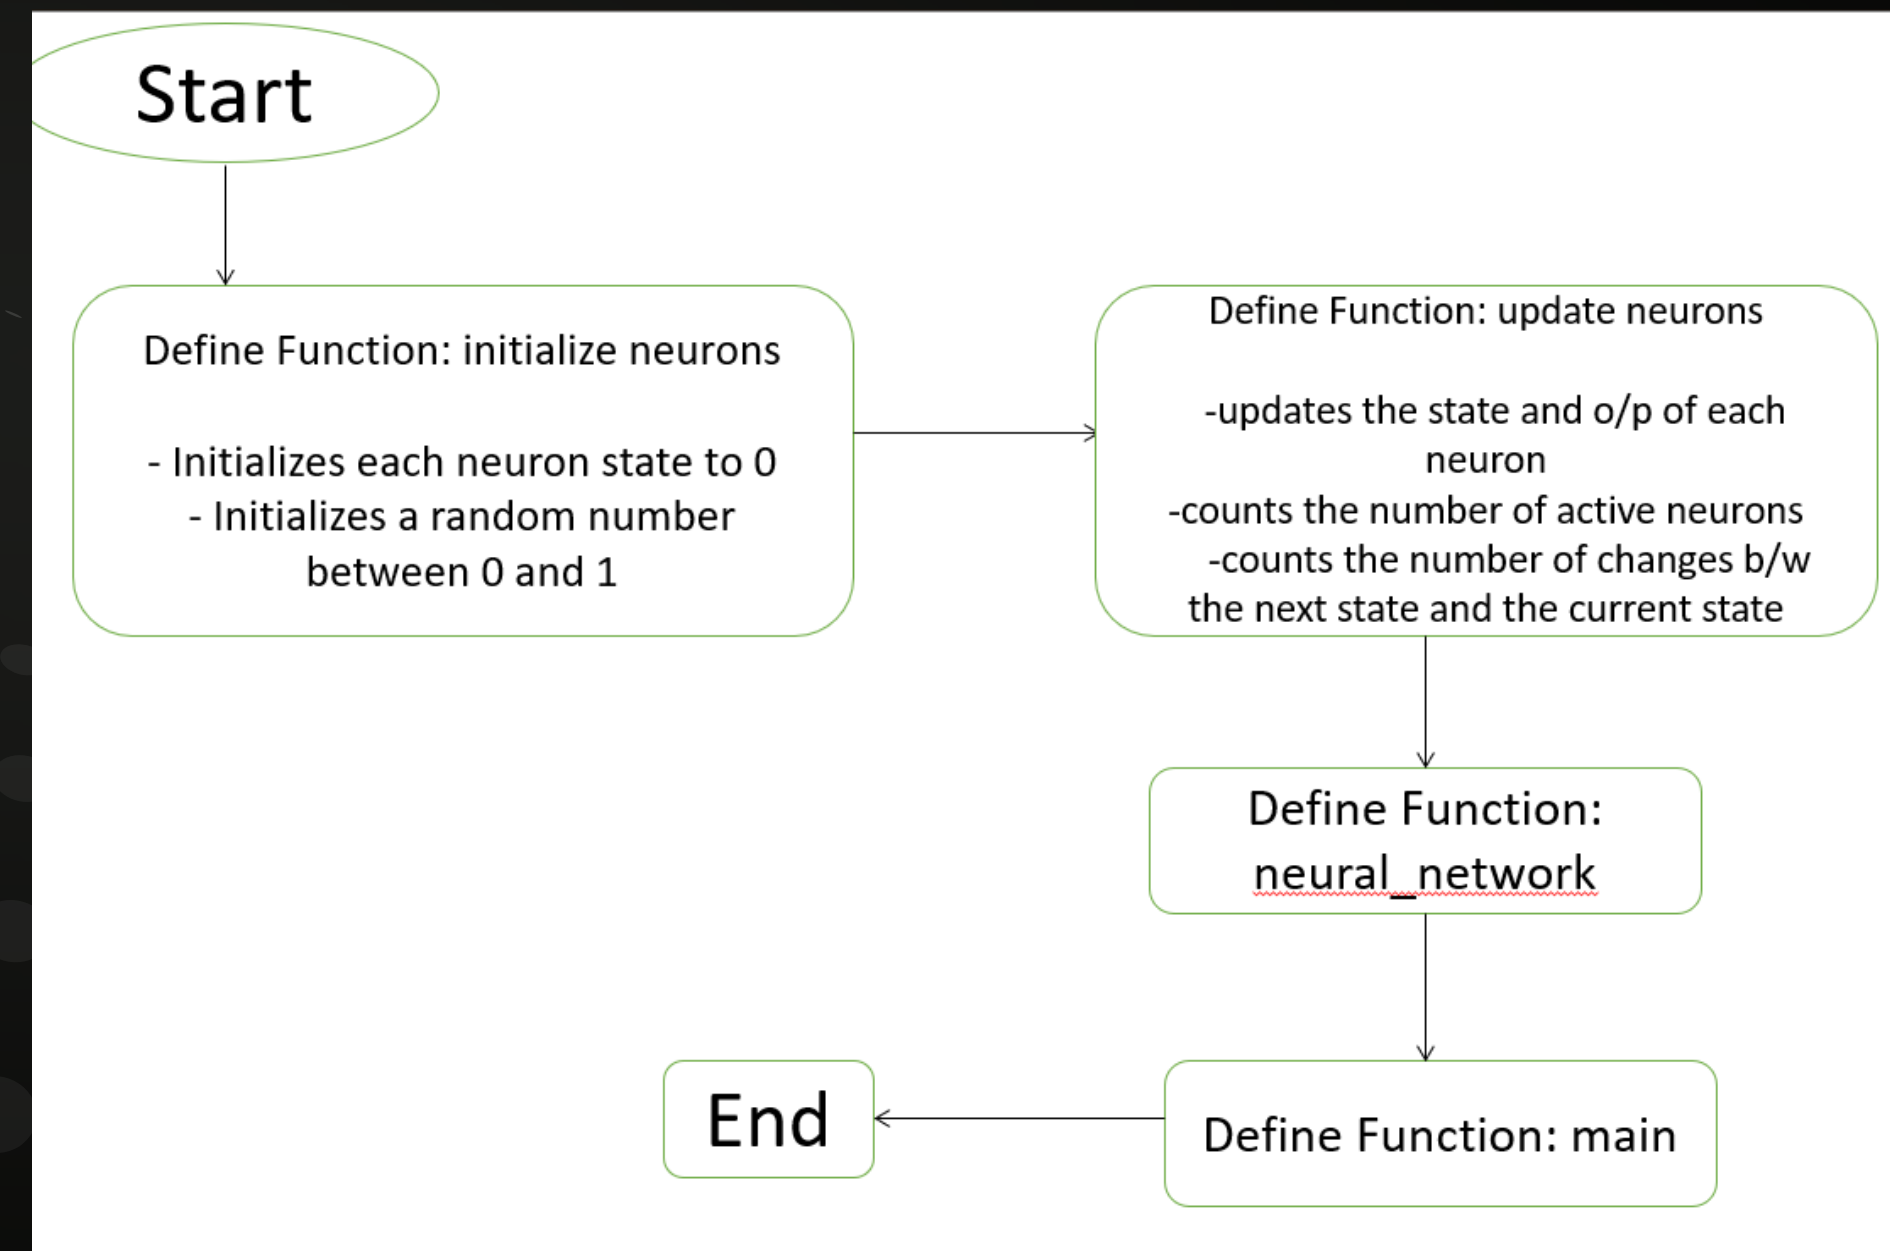 Start
Define Function: initialize neurons
- Initializes each neuron state to 0
- Initializes a random number
between 0 and 1
Define Function: update neurons
-updates the state and o/p of each
neuron
-counts the number of active neurons
-counts the number of changes b/w
the next state and the current state
Define Function:
neural_network
Define Function: main
End